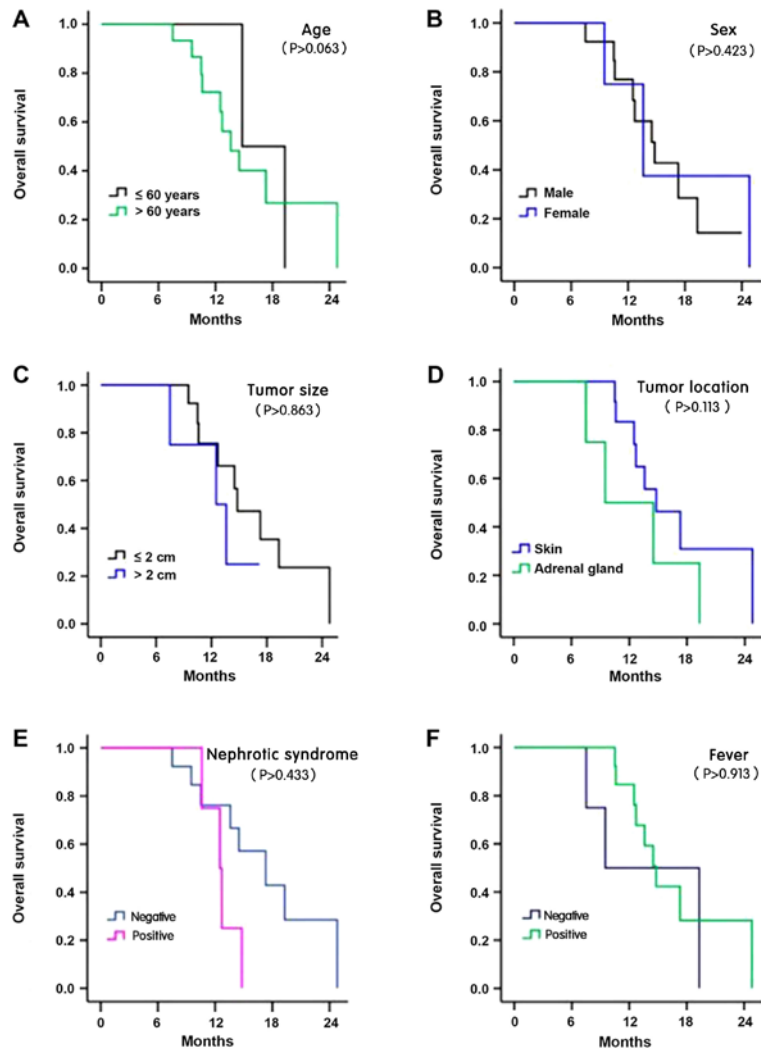 A
Age
(P>0.063)
1.0
0.8
0.6
0.4
0.2
0.0
Overall survival
≤ 60 years
> 60 years
0 6 12 18 24
Months
B
Sex
(P>0.423)
1.0
0.8
0.6
0.4
0.2
0.0
Overall survival
Male
Female
0 6 12 18 24
Months
C
Tumor size
(P>0.863)
1.0
0.8
0.6
0.4
0.2
0.0
Overall survival
≤ 2 cm
> 2 cm
0 6 12 18 24
Months
D
Tumor location
(P>0.113)
1.0
0.8
0.6
0.4
0.2
0.0
Overall survival
Skin
Adrenal gland
0 6 12 18 24
Months
E
Nephrotic syndrome
(P>0.433)
1.0
0.8
0.6
0.4
0.2
0.0
Overall survival
Negative
Positive
0 6 12 18 24
Months
F
Fever
(P>0.913)
1.0
0.8
0.6
0.4
0.2
0.0
Overall survival
Negative
Positive
0 6 12 18 24
Months